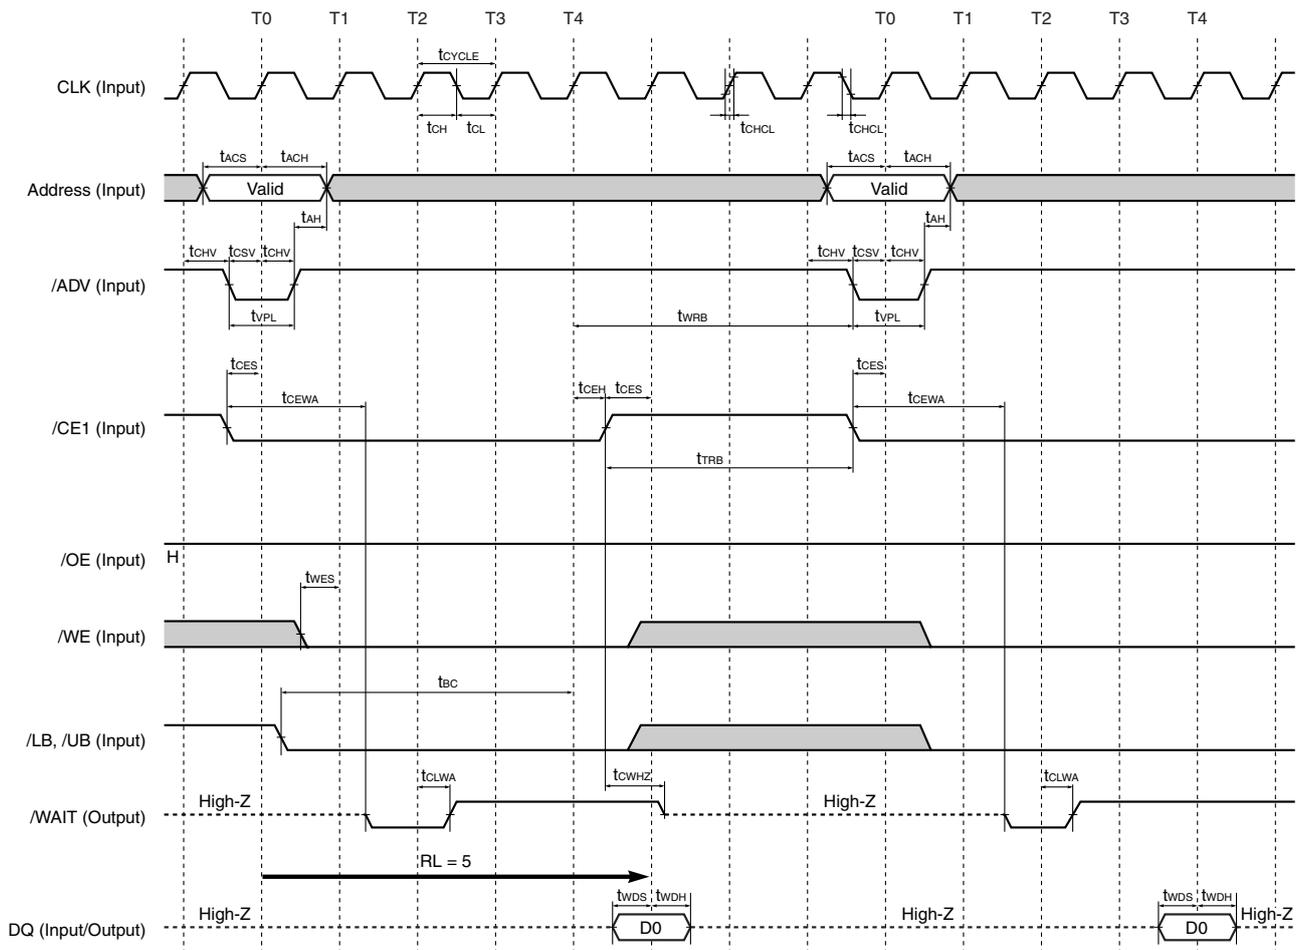 T0 T1 T2 T3 T4 T0 T1 T2 T3 T4
tCYCLE
CLK (Input)
tCH tCL tCHCL tCHCL
tACS tACH tACS tACH
Address (Input) Valid Valid
tAH tAH
tCHV tCSV tCHV tCHV tCSV tCHV
/ADV (Input)
tVPL tWRB tVPL
tCES tCES
tCEWA tCEH tCES tCEWA
/CE1 (Input)
tTRB
/OE (Input) H
tWES
/WE (Input)
tBC
/LB, /UB (Input)
tCLWA tCWHZ tCLWA
High-Z High-Z
/WAIT (Output)
RL = 5
tWDS tWDH tWDS tWDH
High-Z High-Z High-Z
DQ (Input/Output) D0 D0